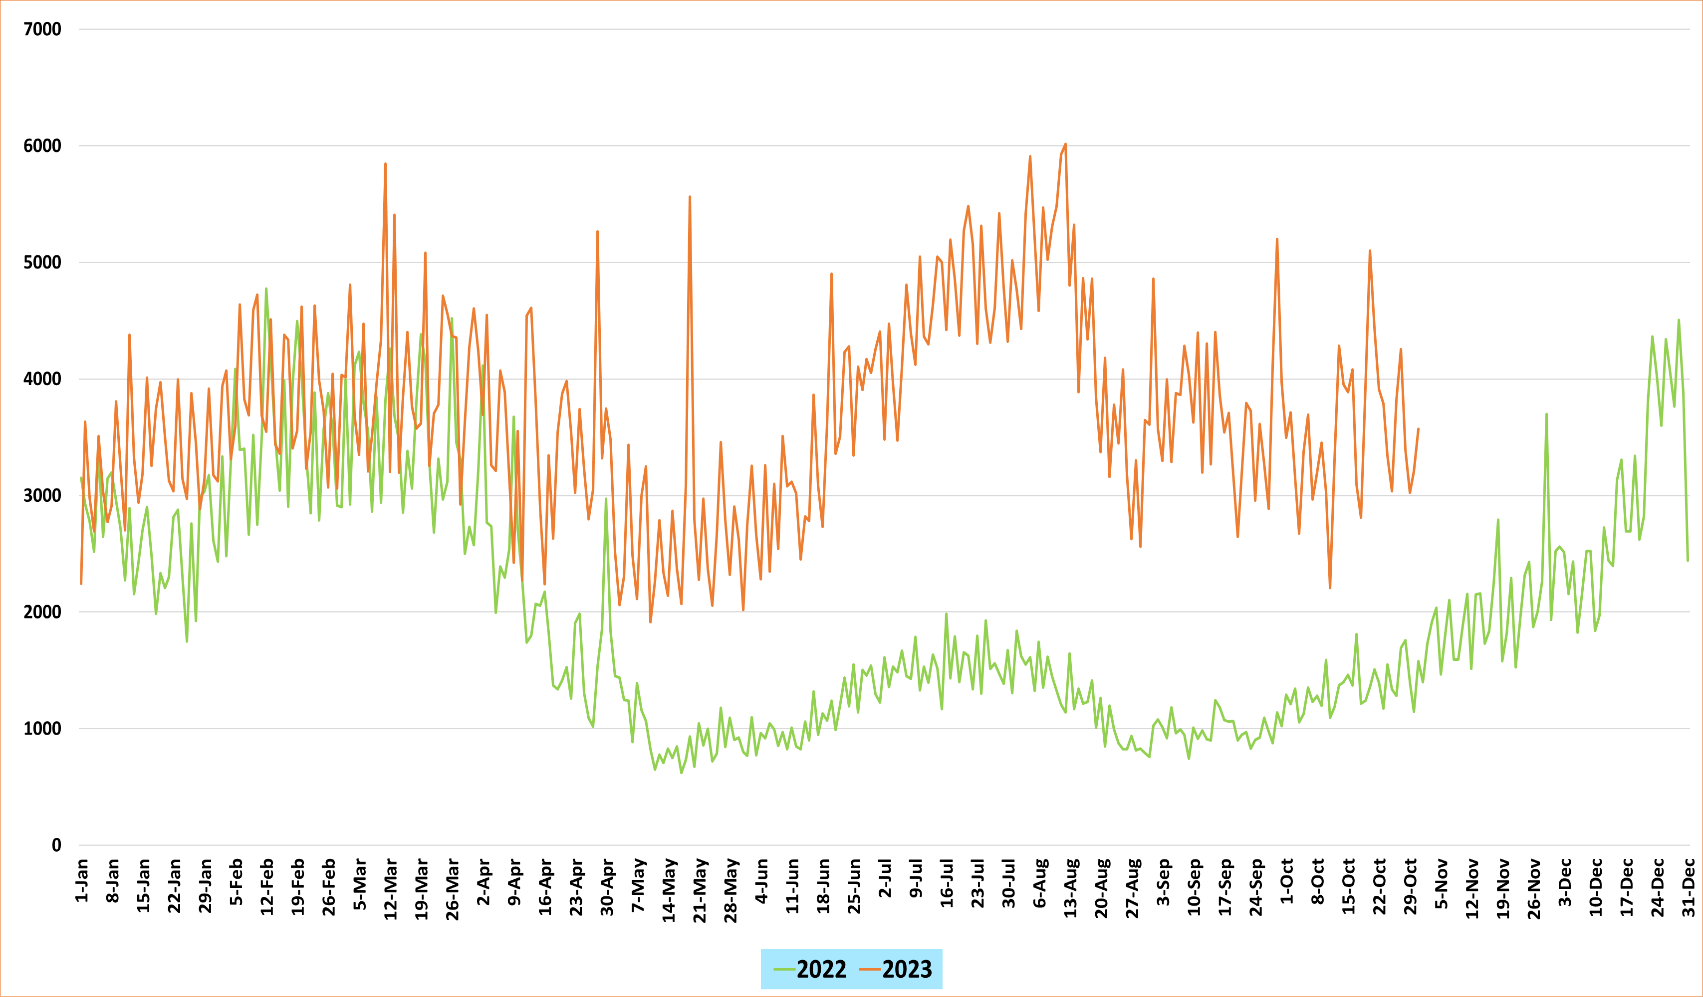 7000
6000
5000
4000
3000
2000
1000
0
1-Jan
8-Jan
15-Jan
22-Jan
29-Jan
5-Feb
12-Feb
19-Feb
26-Feb
5-Mar
12-Mar
19-Mar
26-Mar
2-Apr
9-Apr
16-Apr
23-Apr
30-Apr
7-May
14-May
21-May
28-May
4-Jun
11-Jun
18-Jun
25-Jun
2-Jul
9-Jul
16-Jul
23-Jul
30-Jul
6-Aug
13-Aug
20-Aug
27-Aug
3-Sep
10-Sep
17-Sep
24-Sep
1-Oct
8-Oct
15-Oct
22-Oct
29-Oct
5-Nov
12-Nov
19-Nov
26-Nov
3-Dec
10-Dec
17-Dec
24-Dec
31-Dec
2022 2023